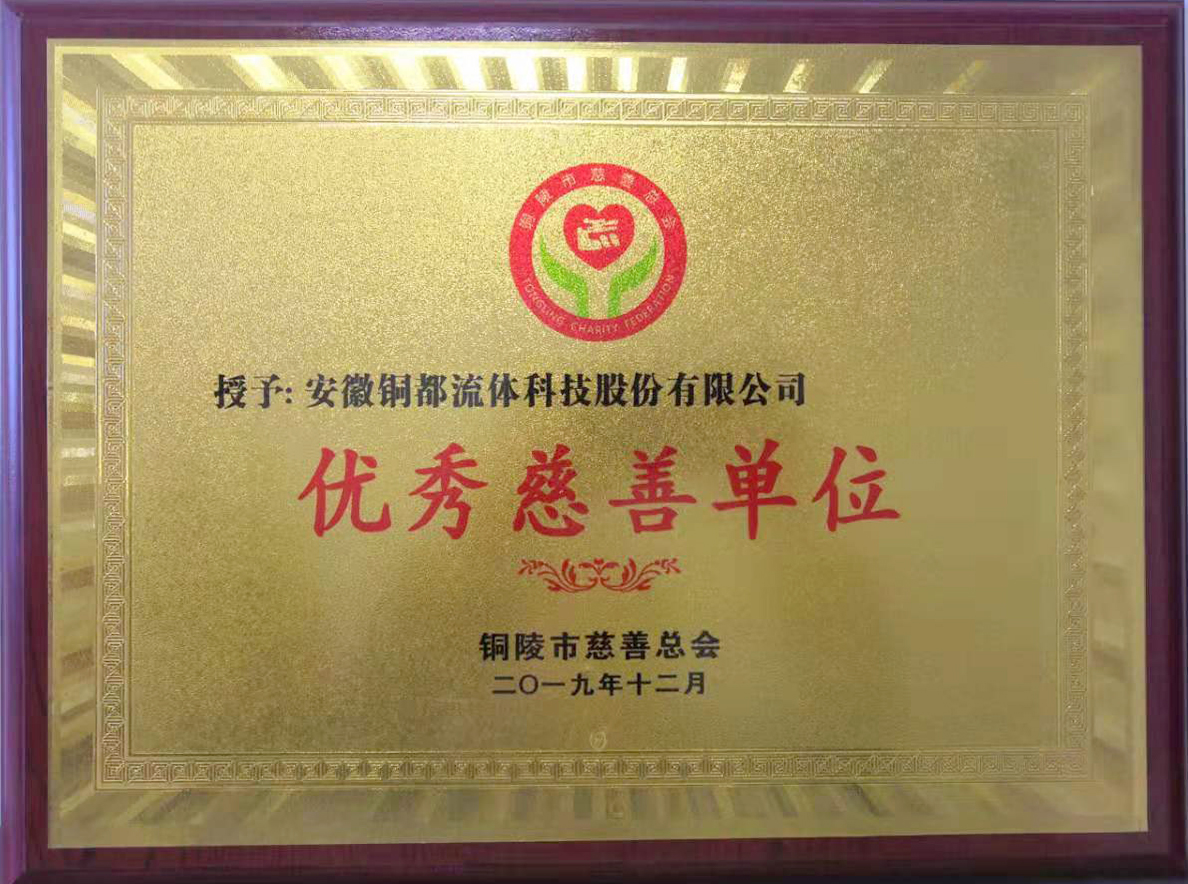 铜陵市慈善总会
TONGLING CHARITY FEDERATION
授予: 安徽铜都流体科技股份有限公司
优秀慈善单位
铜陵市慈善总会
二〇一九年十二月